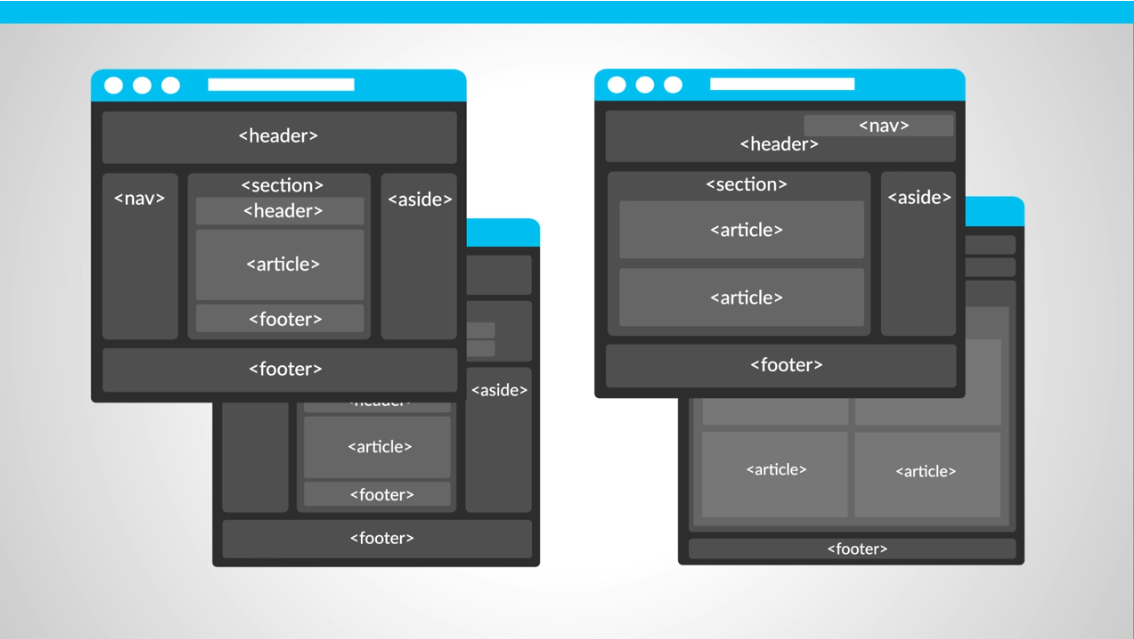 <header>
<nav>
<section>
<header>
<article>
<footer>
<aside>
<footer>
<aside>
<header>
<article>
<footer>
<footer>
<nav>
<header>
<section>
<article>
<article>
<aside>
<footer>
<article>
<article>
<footer>